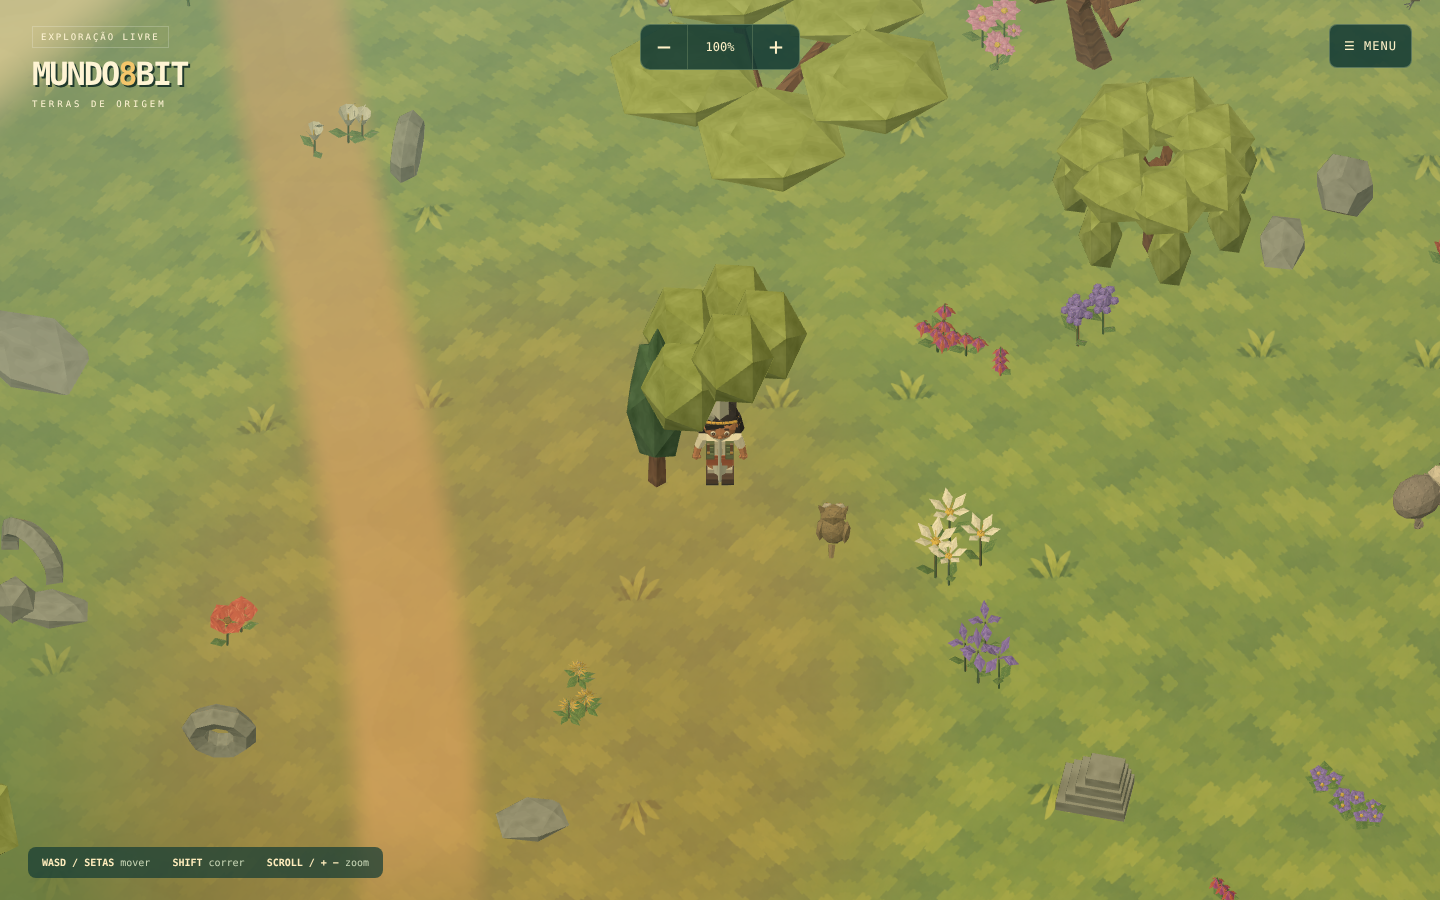 EXPLORAÇÃO LIVRE
MUNDO8BIT
TERRAS DE ORIGEM
− 100% +
☰ MENU
WASD / SETAS mover SHIFT correr SCROLL / + − zoom